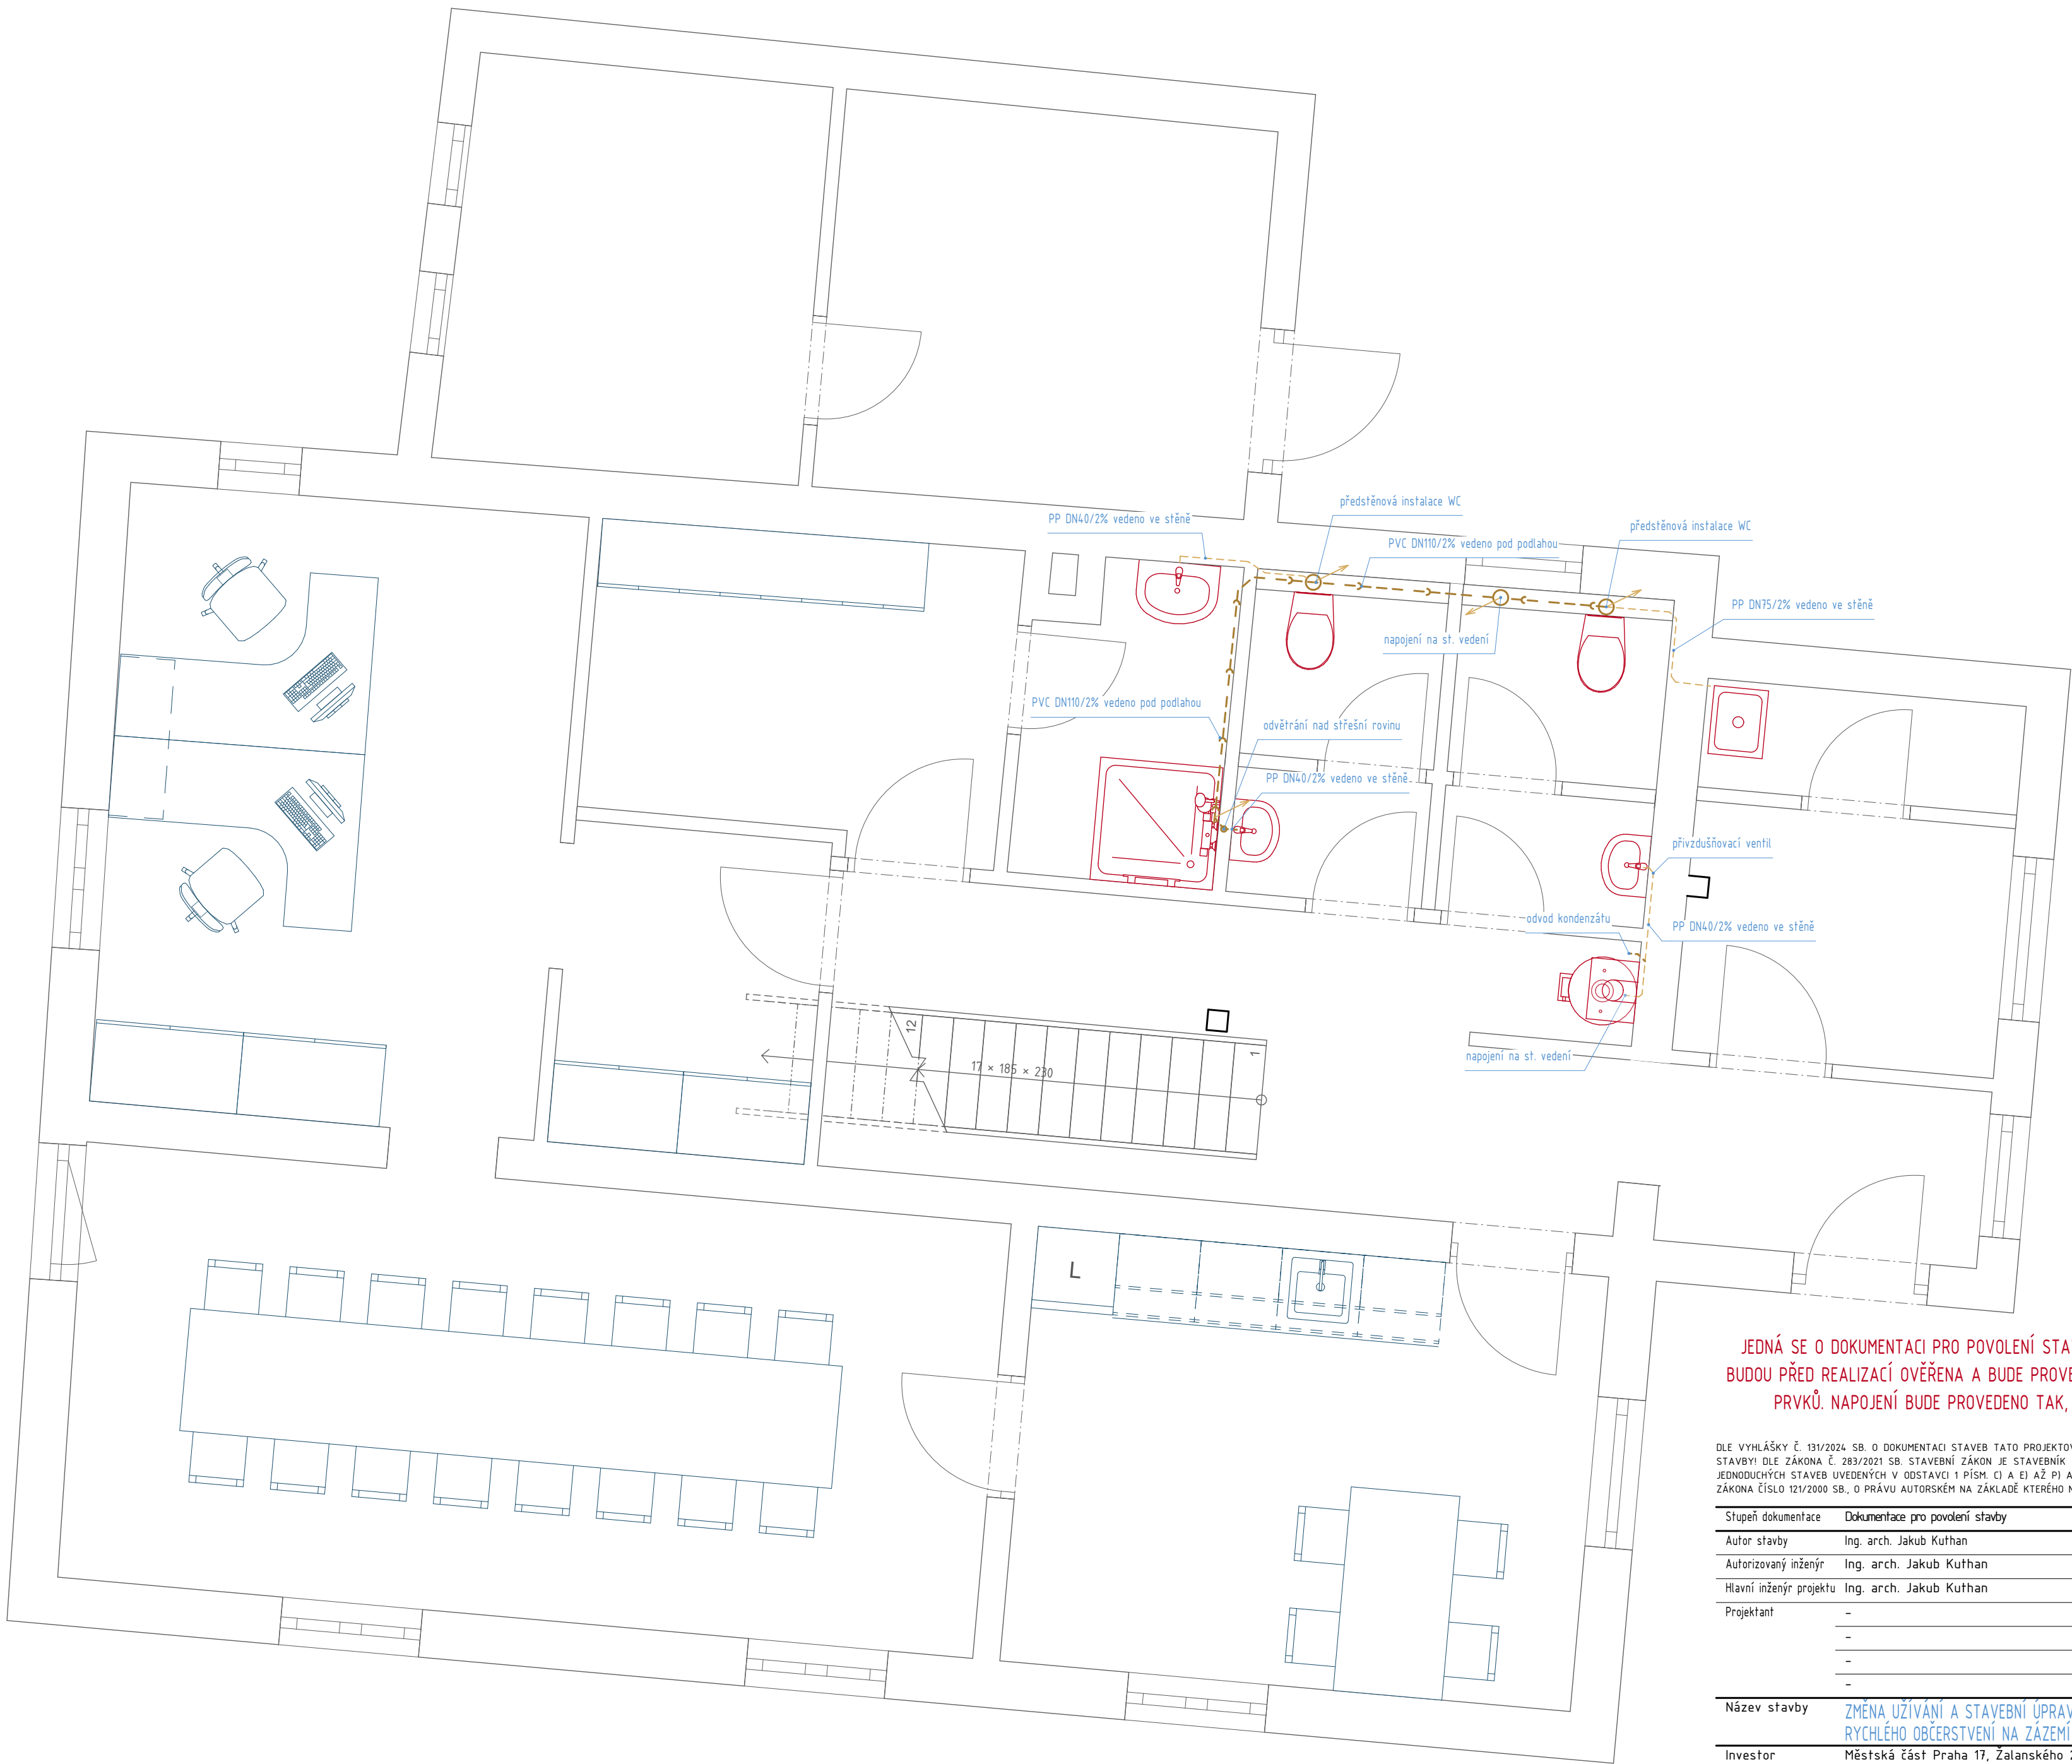 předstěnová instalace WC
PP DN40/2% vedeno ve stěně
předstěnová instalace WC
PVC DN110/2% vedeno pod podlahou
PP DN75/2% vedeno ve stěně
napojení na st. vedení
PVC DN110/2% vedeno pod podlahou
odvětrání nad střešní rovinu
PP DN40/2% vedeno ve stěně
přivzdušňovací ventil
odvod kondenzátu
PP DN40/2% vedeno ve stěně
12
1
napojení na st. vedení
17 × 185 × 230
L
JEDNÁ SE O DOKUMENTACI PRO POVOLENÍ STA
BUDOU PŘED REALIZACÍ OVĚŘENA A BUDE PROVE
PRVKŮ. NAPOJENÍ BUDE PROVEDENO TAK,
DLE VYHLÁŠKY Č. 131/2024 SB. O DOKUMENTACI STAVEB TATO PROJEKTOV
STAVBY! DLE ZÁKONA Č. 283/2021 SB. STAVEBNÍ ZÁKON JE STAVEBNÍK
JEDNODUCHÝCH STAVEB UVEDENÝCH V ODSTAVCI 1 PÍSM. C) A E) AŽ P) A
ZÁKONA ČÍSLO 121/2000 SB., O PRÁVU AUTORSKÉM NA ZÁKLADĚ KTERÉHO N
Stupeň dokumentace Dokumentace pro povolení stavby
Autor stavby Ing. arch. Jakub Kuthan
Autorizovaný inženýr Ing. arch. Jakub Kuthan
Hlavní inženýr projektu Ing. arch. Jakub Kuthan
Projektant -
-
-
-
Název stavby ZMĚNA UŽÍVÁNÍ A STAVEBNÍ ÚPRAV
RYCHLÉHO OBČERSTVENÍ NA ZÁZEMÍ
Investor Městská část Praha 17, Žalanského